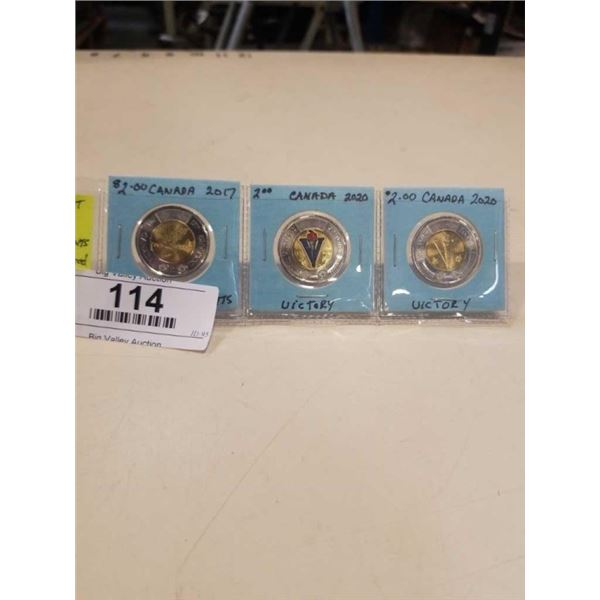 $2.00 CANADA 2017
2.00 CANADA 2020
$2.00 CANADA 2020
Big Valley Auction
114
VICTORY
VICTORY
Big Valley Auction